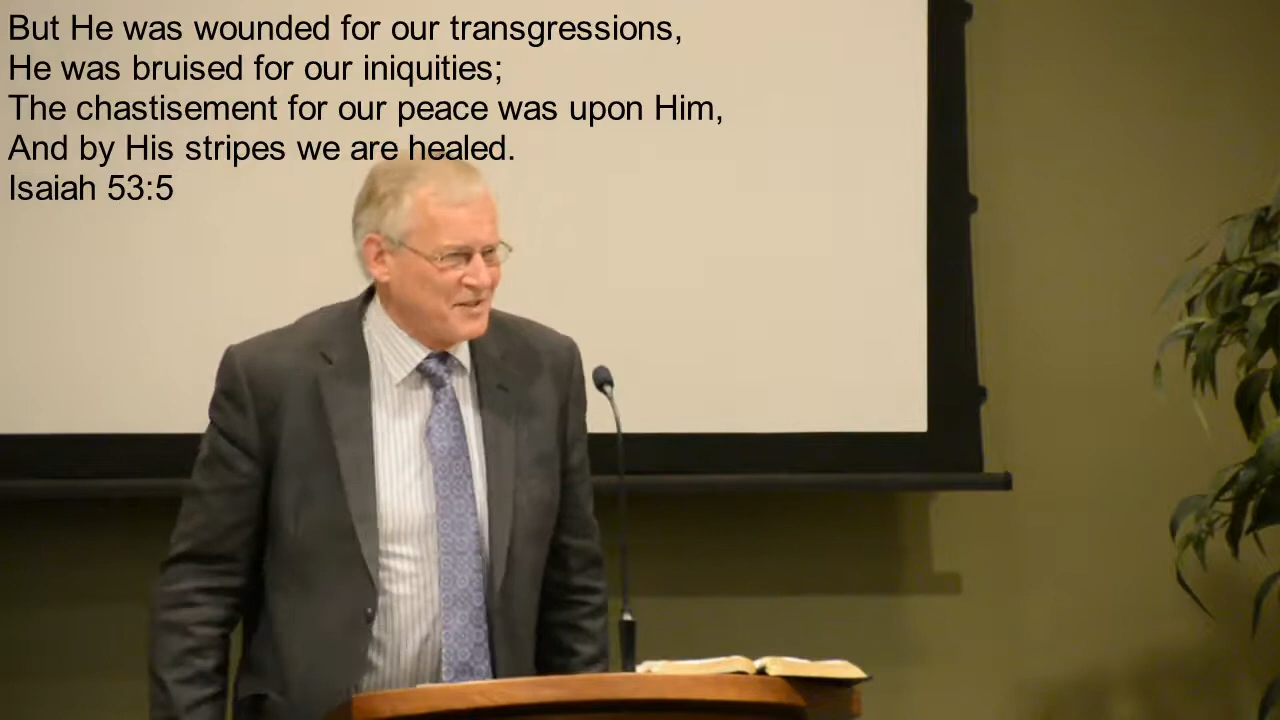 But He was wounded for our transgressions,
He was bruised for our iniquities;
The chastisement for our peace was upon Him,
And by His stripes we are healed.
Isaiah 53:5